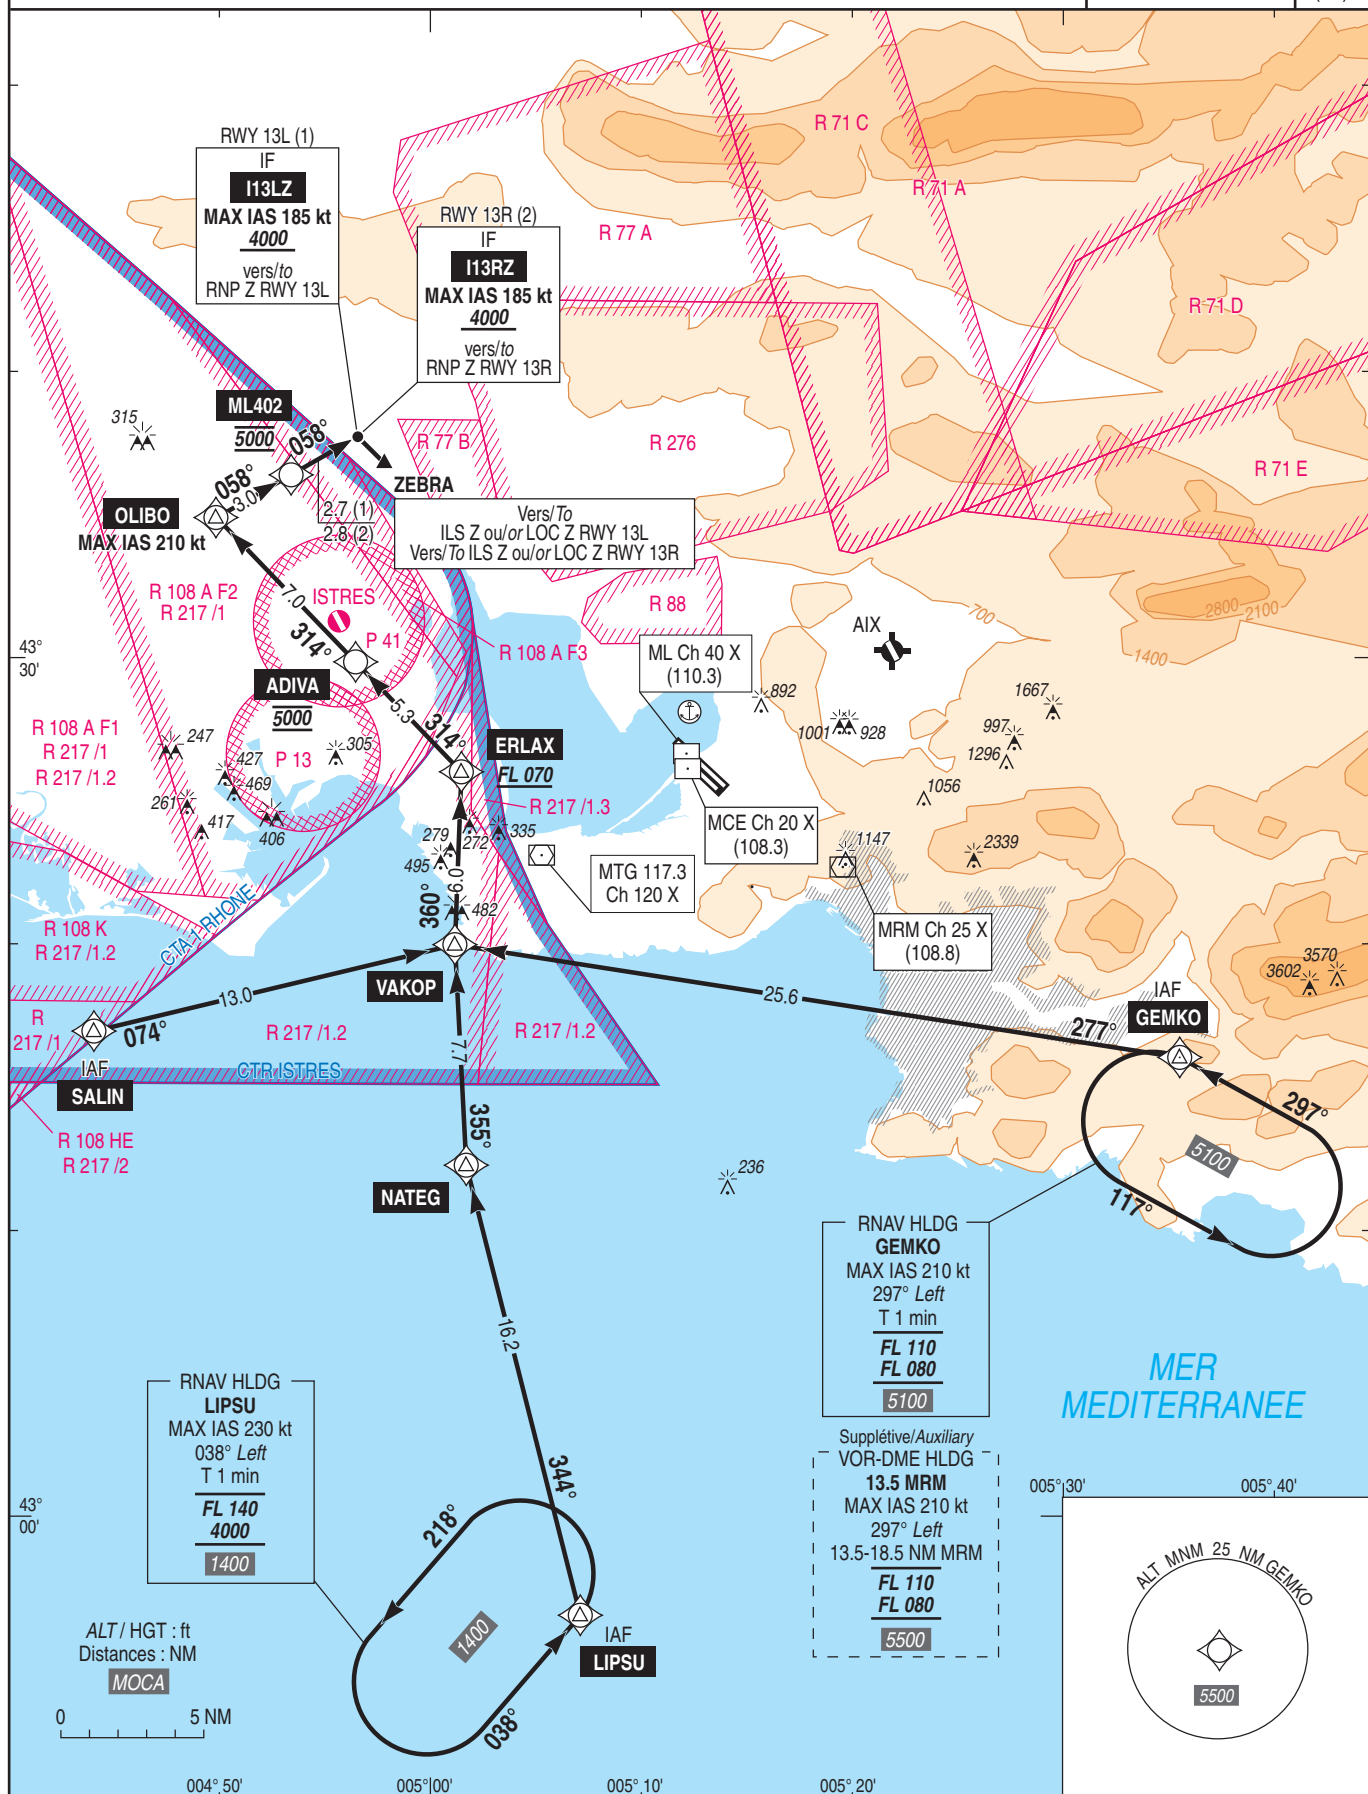 RWY 13L (1)
IF
I13LZ
MAX IAS 185 kt
4000
vers/to
RNP Z RWY 13L
RWY 13R (2)
IF
I13RZ
MAX IAS 185 kt
4000
vers/to
RNP Z RWY 13R
R 71 C
R 71 A
R 77 A
R 71 D
R 71 E
R 276
R 77 B
R 88
ML402
5000
315
058°
058°
3.0
2.7 (1)
2.8 (2)
ZEBRA
OLIBO
MAX IAS 210 kt
Vers/To
ILS Z ou/or LOC Z RWY 13L
Vers/To ILS Z ou/or LOC Z RWY 13R
R 108 A F2
R 217 /1
7.0
314°
ISTRES
P 41
R 108 A F3
43°
30'
ADIVA
5000
5.3
314°
P 13
305
R 108 A F1
R 217 /1
R 217 /1.2
247
427
469
261
417
406
ERLAX
FL 070
R 217 /1.3
279
272
335
495
482
ML Ch 40 X
(110.3)
MCE Ch 20 X
(108.3)
MTG 117.3
Ch 120 X
MRM Ch 25 X
(108.8)
AIX
700
2800
2100
1400
892
1001
928
1667
997
1296
1056
1147
2339
3570
3602
R 108 K
R 217 /1.2
CTA 1 RHONE
360°
9.0
VAKOP
13.0
074°
25.6
277°
IAF
GEMKO
R
217 /1
IAF
SALIN
R 217 /1.2
R 217 /1.2
CTR ISTRES
7.7
355°
R 108 HE
R 217 /2
NATEG
236
297°
5100
117°
RNAV HLDG
GEMKO
MAX IAS 210 kt
297° Left
T 1 min
FL 110
FL 080
5100
16.2
344°
RNAV HLDG
LIPSU
MAX IAS 230 kt
038° Left
T 1 min
FL 140
4000
1400
MER
MEDITERRANEE
Supplétive/Auxiliary
VOR-DME HLDG
13.5 MRM
MAX IAS 210 kt
297° Left
13.5-18.5 NM MRM
FL 110
FL 080
5500
005°30'
005°40'
43°
00'
218°
1400
038°
IAF
LIPSU
ALT MNM 25 NM GEMKO
5500
ALT / HGT : ft
Distances : NM
MOCA
0 5 NM
004°50'
005°00'
005°10'
005°20'